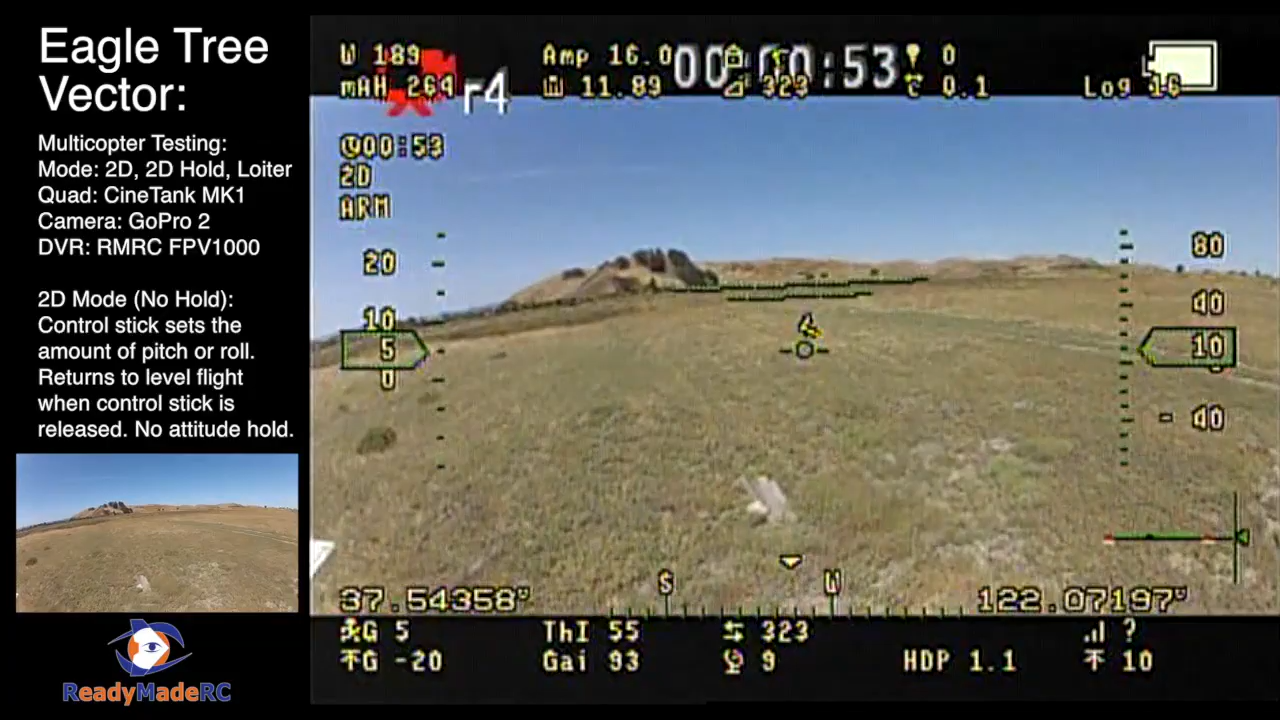 Eagle Tree
Vector:
Multicopter Testing:
Mode: 2D, 2D Hold, Loiter
Quad: CineTank MK1
Camera: GoPro 2
DVR: RMRC FPV1000
2D Mode (No Hold):
Control stick sets the
amount of pitch or roll.
Returns to level flight
when control stick is
released. No attitude hold.
ReadyMadeRC
W 189 Amp 16.0 0
mAH 264 r4 11.89 323 0.1 Log 16
00:53
2D
ARM
20 80
10 40
5 10
0
- 40
S W
37.54358° 122.07197°
G 5 ThI 55 323 ?
G -20 Gai 93 9 HDP 1.1 10